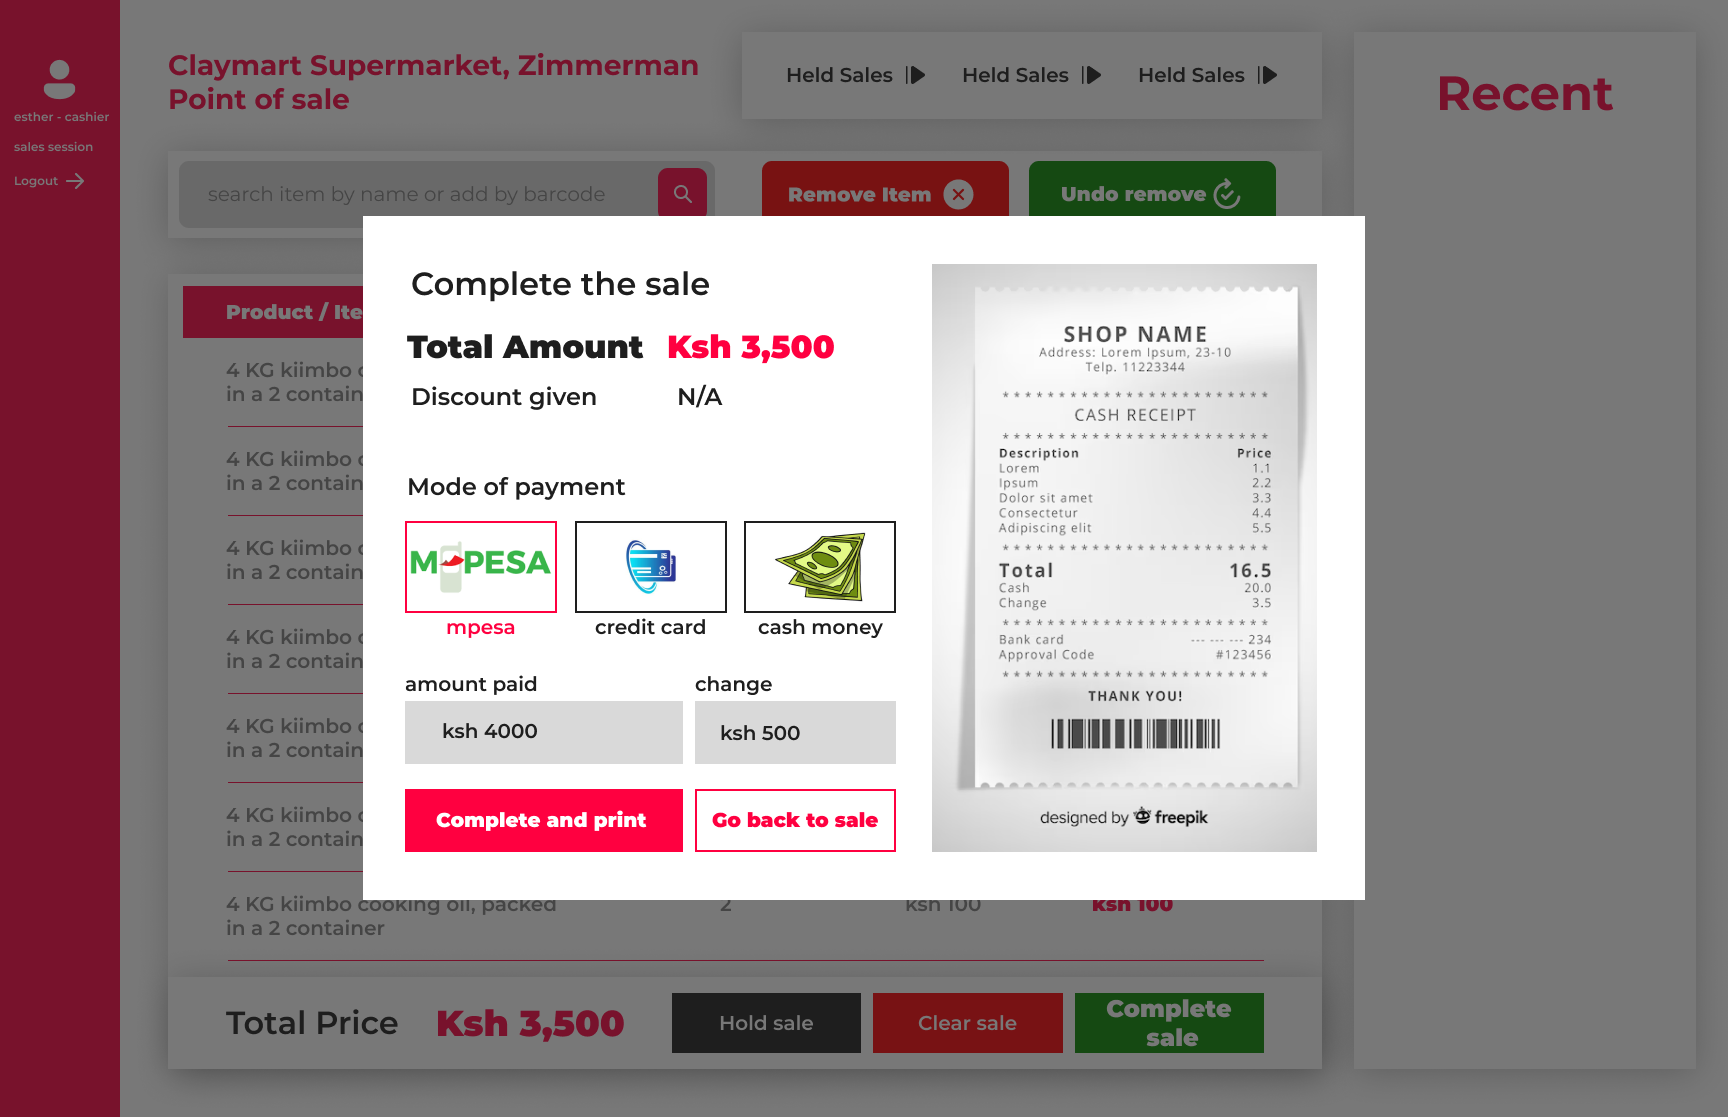 esther - cashier
sales session
Logout
Claymart Supermarket, Zimmerman
Point of sale
Held Sales
Held Sales
Held Sales
Recent
search item by name or add by barcode
Remove Item
Undo remove
Product / Ite
4 KG kiimbo c
in a 2 contain
4 KG kiimbo c
in a 2 contain
4 KG kiimbo c
in a 2 contain
4 KG kiimbo c
in a 2 contain
4 KG kiimbo c
in a 2 contain
4 KG kiimbo c
in a 2 contain
4 KG kiimbo cooking oil, packed
in a 2 container
2
ksh 100
ksh 100
Total Price
Ksh 3,500
Hold sale
Clear sale
Complete
sale
Complete the sale
Total Amount Ksh 3,500
Discount given N/A
Mode of payment
M PESA
mpesa
credit card
cash money
amount paid
change
ksh 4000
ksh 500
Complete and print
Go back to sale
SHOP NAME
Address: Lorem Ipsum, 23-10
Telp. 11223344
* * * * * * * * * * * * * * * * * * * * * * * *
CASH RECEIPT
* * * * * * * * * * * * * * * * * * * * * * * *
Description Price
Lorem 1.1
Ipsum 2.2
Dolor sit amet 3.3
Consectetur 4.4
Adipiscing elit 5.5
* * * * * * * * * * * * * * * * * * * * * * * *
Total 16.5
Cash 20.0
Change 3.5
* * * * * * * * * * * * * * * * * * * * * * * *
Bank card --- --- --- 234
Approval Code #123456
* * * * * * * * * * * * * * * * * * * * * * * *
THANK YOU!
designed by freepik